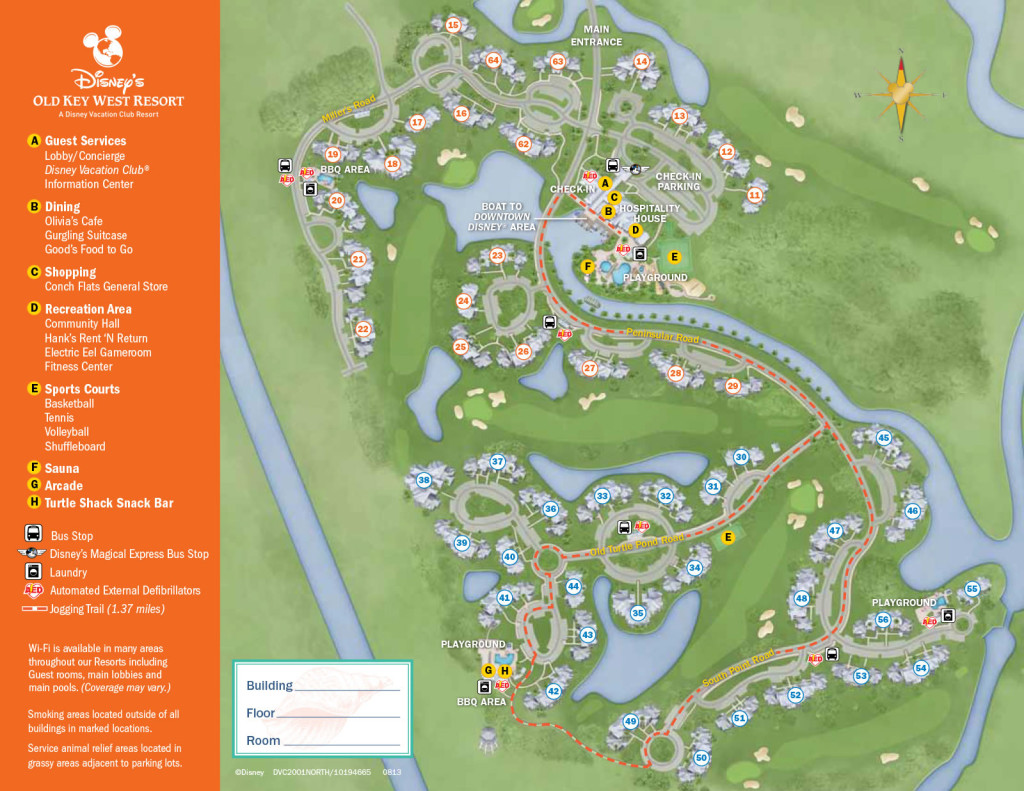 Disney's
OLD KEY WEST RESORT
A Disney Vacation Club Resort
A Guest Services
Lobby/Concierge
Disney Vacation Club®
Information Center
B Dining
Olivia's Cafe
Gurgling Suitcase
Good's Food to Go
C Shopping
Conch Flats General Store
D Recreation Area
Community Hall
Hank's Rent 'N Return
Electric Eel Gameroom
Fitness Center
E Sports Courts
Basketball
Tennis
Volleyball
Shuffleboard
F Sauna
G Arcade
H Turtle Shack Snack Bar
Bus Stop
Disney's Magical Express Bus Stop
Laundry
AED Automated External Defibrillators
Jogging Trail (1.37 miles)
Wi-Fi is available in many areas
throughout our Resorts including
Guest rooms, main lobbies and
main pools. (Coverage may vary.)
Smoking areas located outside of all
buildings in marked locations.
Service animal relief areas located in
grassy areas adjacent to parking lots.
Building
Floor
Room
©Disney DVC2001NORTH/10194665 0813
MAIN
ENTRANCE
N
W E
S
15
64
63
14
Miller's Road
17
16
13
62
12
19
18
BBQ AREA
AED
AED
20
11
AED
A
CHECK-IN
CHECK-IN
PARKING
C
B
HOSPITALITY
HOUSE
BOAT TO
DOWNTOWN
DISNEY® AREA
D
AED
E
F
PLAYGROUND
21
23
24
22
25
26
AED
Peninsular Road
27
28
29
45
30
37
38
31
32
33
36
46
AED
47
E
Old Turtle Pond Road
39
40
34
44
41
35
48
55
PLAYGROUND
AED
56
43
PLAYGROUND
G
H
AED
BBQ AREA
42
AED
54
53
South Point Road
52
51
49
50